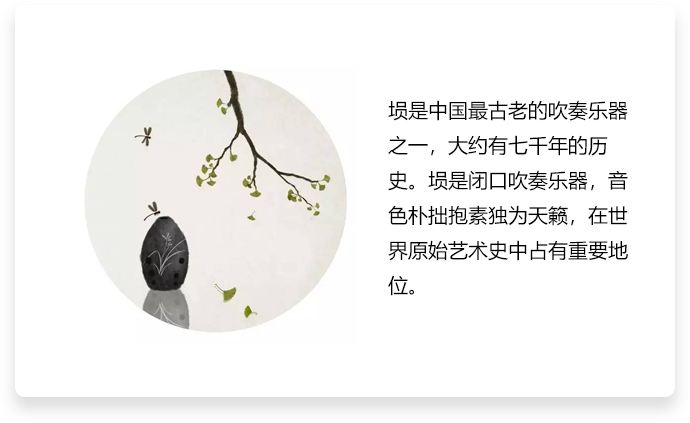 埙是中国最古老的吹奏乐器
之一，大约有七千年的历
史。埙是闭口吹奏乐器，音
色朴拙抱素独为天籁，在世
界原始艺术史中占有重要地
位。